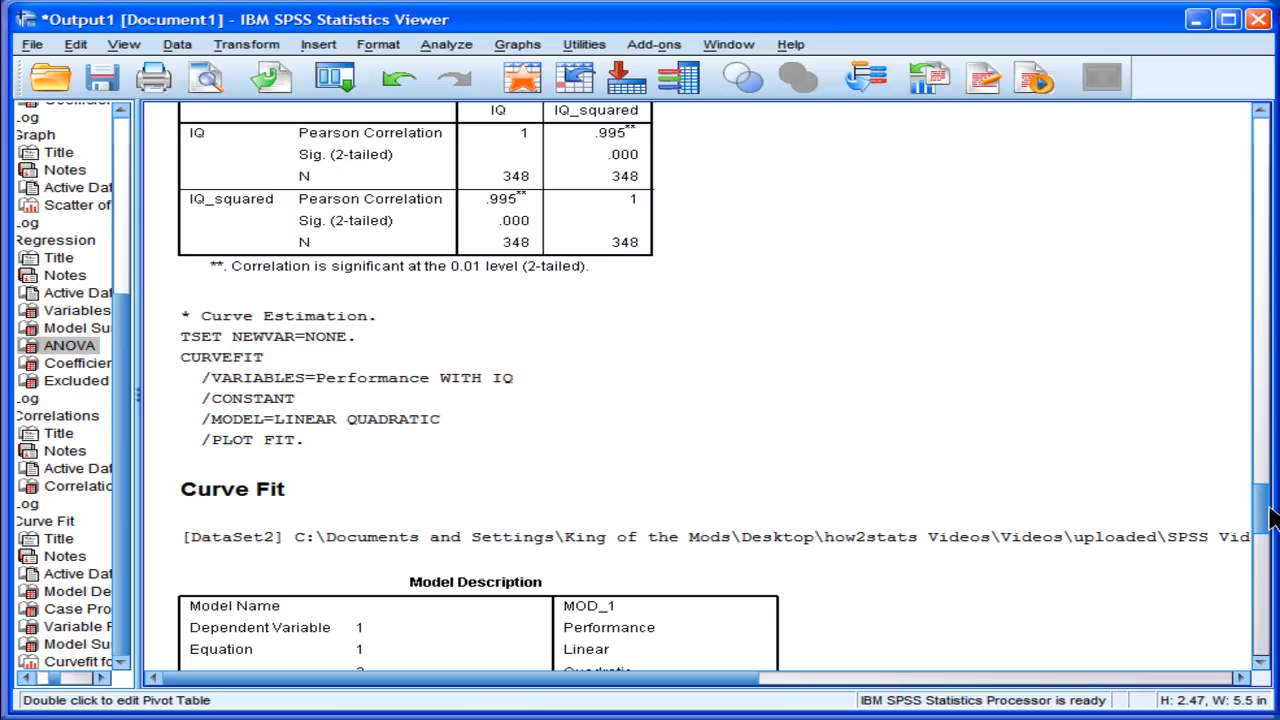 *Output1 [Document1] - IBM SPSS Statistics Viewer
File Edit View Data Transform Insert Format Analyze Graphs Utilities Add-ons Window Help
Log
Graph
Title
Notes
Active Dat
Scatter of
Log
Regression
Title
Notes
Active Dat
Variables
Model Su
ANOVA
Coefficier
Excluded
Log
Correlations
Title
Notes
Active Dat
Correlatic
Log
Curve Fit
Title
Notes
Active Dat
Model De
Case Pro
Variable F
Model Su
Curvefit fo
IQ IQ_squared
IQ Pearson Correlation 1 .995**
Sig. (2-tailed) .000
N 348 348
IQ_squared Pearson Correlation .995** 1
Sig. (2-tailed) .000
N 348 348
**. Correlation is significant at the 0.01 level (2-tailed).
* Curve Estimation.
TSET NEWVAR=NONE.
CURVEFIT
/VARIABLES=Performance WITH IQ
/CONSTANT
/MODEL=LINEAR QUADRATIC
/PLOT FIT.
Curve Fit
[DataSet2] C:\Documents and Settings\King of the Mods\Desktop\how2stats Videos\Videos\uploaded\SPSS Vid
Model Description
Model Name MOD_1
Dependent Variable 1 Performance
Equation 1 Linear
2 Quadratic
Double click to edit Pivot Table IBM SPSS Statistics Processor is ready H: 2.47, W: 5.5 in